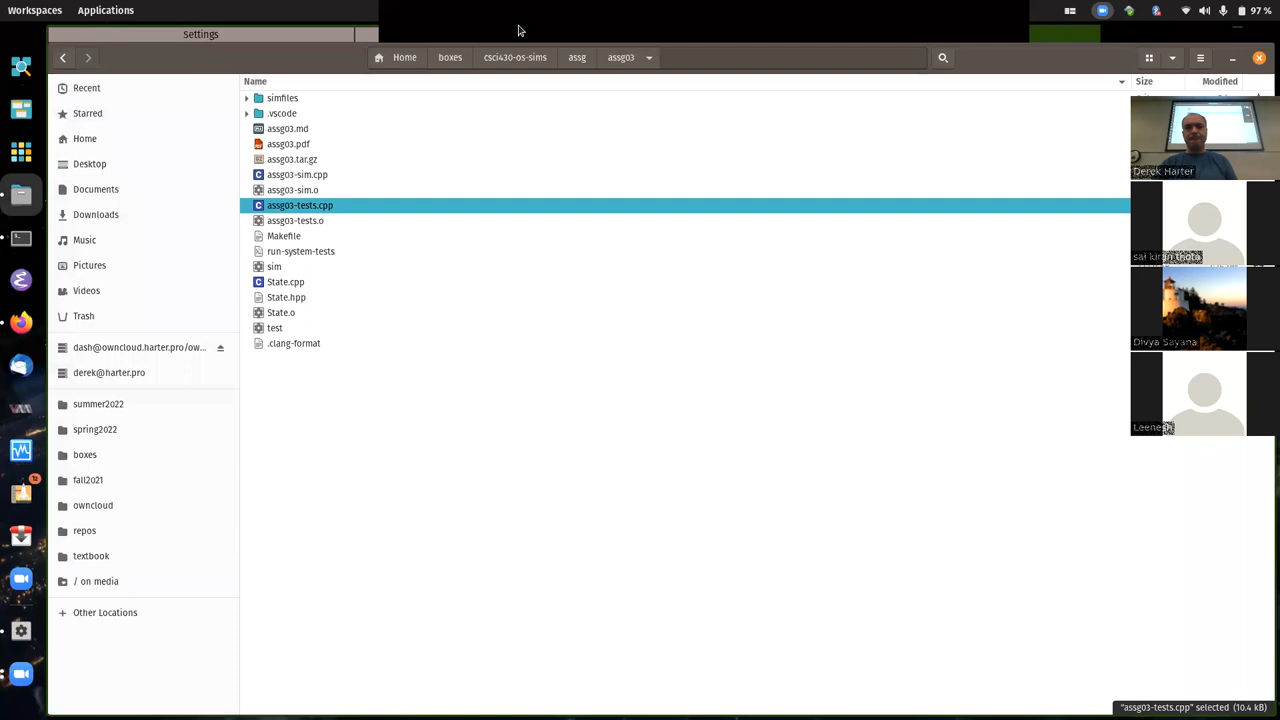 Workspaces Applications 97 %
Settings
Home boxes csci430-os-sims assg assg03
Recent
Starred
Home
Desktop
Documents
Downloads
Music
Pictures
Videos
Trash
dash@owncloud.harter.pro/ow...
derek@harter.pro
summer2022
spring2022
boxes
fall2021
owncloud
repos
textbook
/ on media
Other Locations
Name Size Modified
simfiles
.vscode
assg03.md
assg03.pdf
assg03.tar.gz
assg03-sim.cpp
assg03-sim.o
assg03-tests.cpp
assg03-tests.o
Makefile
run-system-tests
sim
State.cpp
State.hpp
State.o
test
.clang-format
Derek Harter
sai kiran thota
Divya Sayana
Leenesh
"assg03-tests.cpp" selected (10.4 kB)